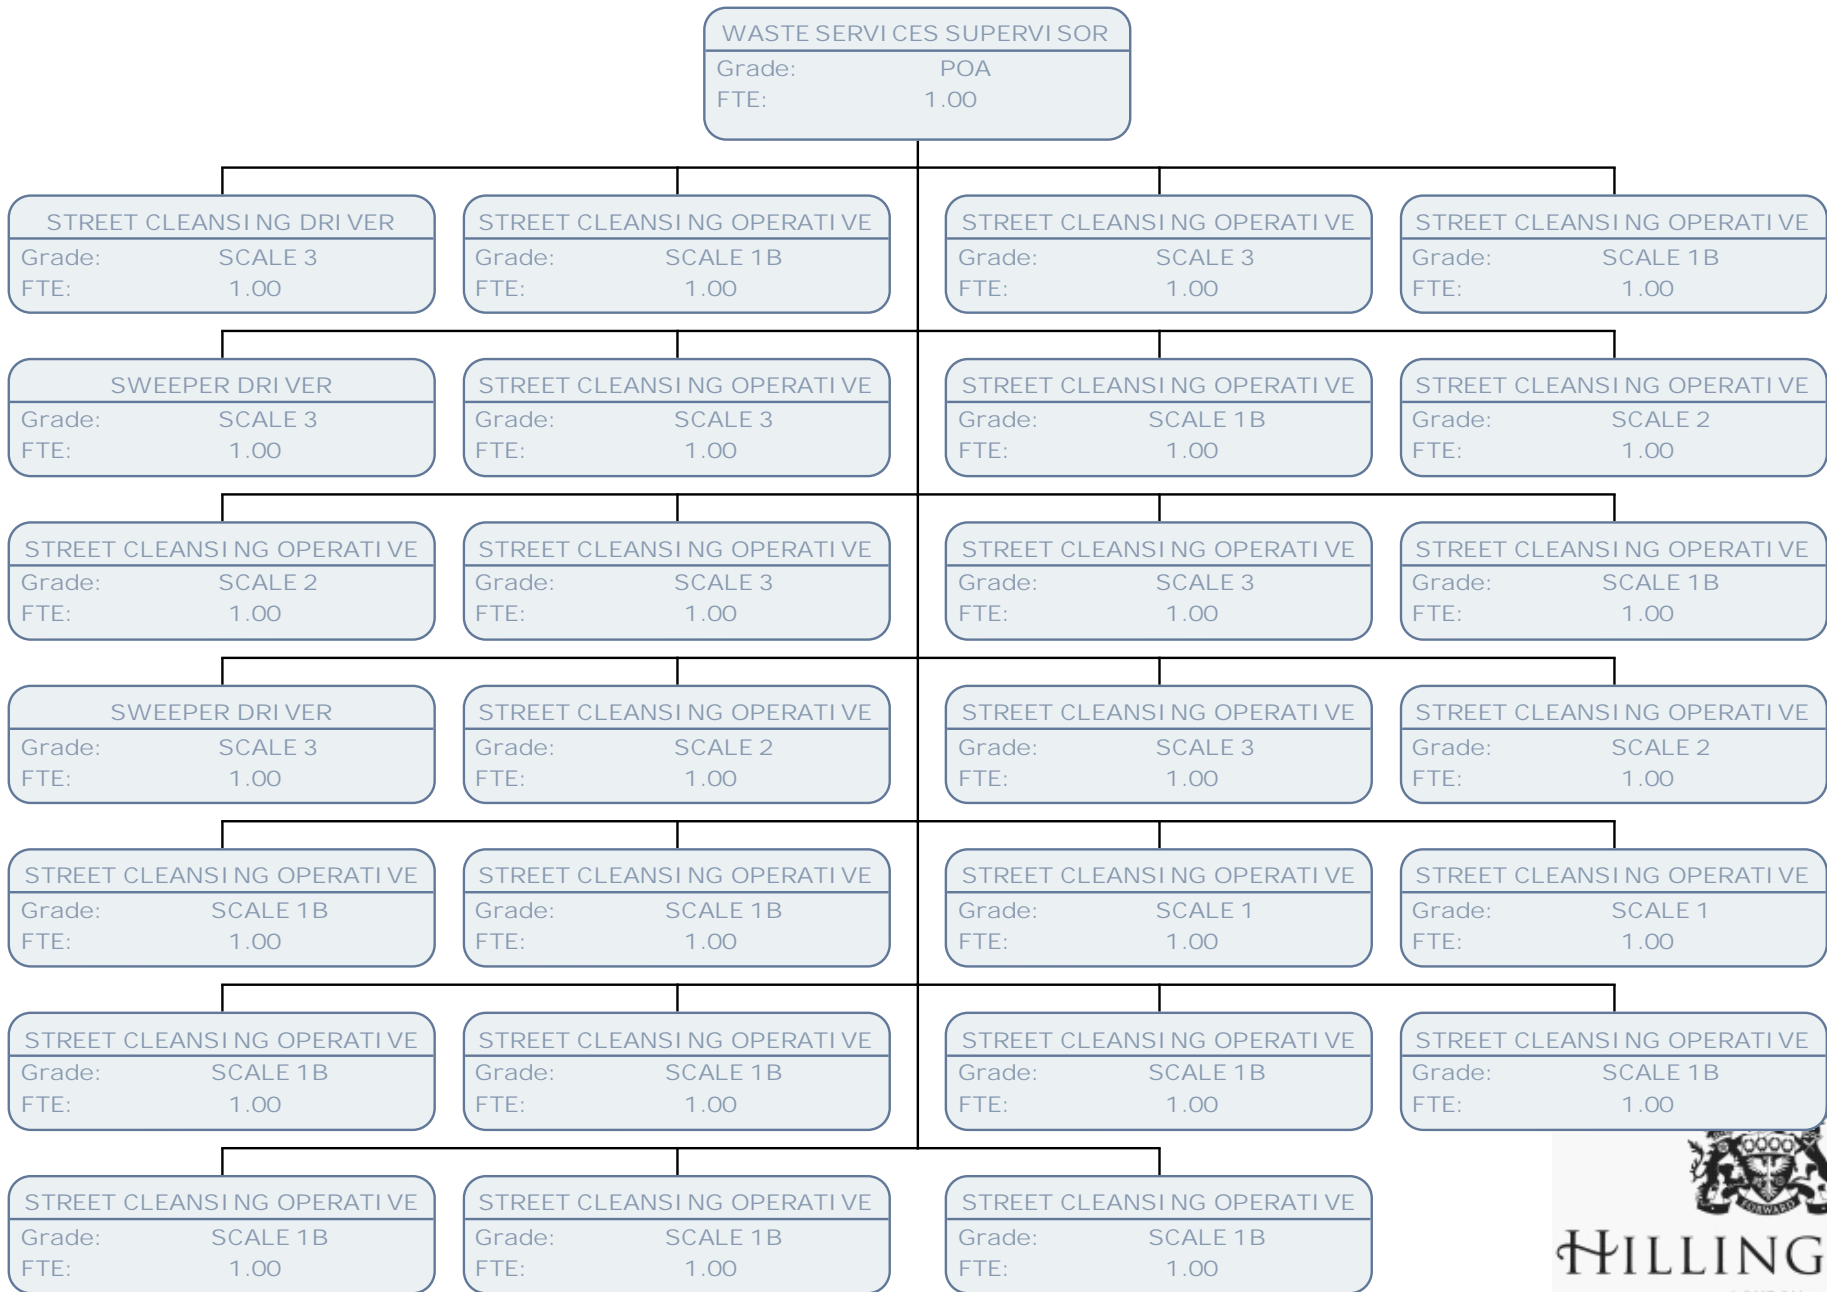 WASTE SERVICES SUPERVISOR
Grade: POA
FTE: 1.00
STREET CLEANSING DRIVER
Grade: SCALE 3
FTE: 1.00
STREET CLEANSING OPERATIVE
Grade: SCALE 1B
FTE: 1.00
STREET CLEANSING OPERATIVE
Grade: SCALE 3
FTE: 1.00
STREET CLEANSING OPERATIVE
Grade: SCALE 1B
FTE: 1.00
SWEEPER DRIVER
Grade: SCALE 3
FTE: 1.00
STREET CLEANSING OPERATIVE
Grade: SCALE 3
FTE: 1.00
STREET CLEANSING OPERATIVE
Grade: SCALE 1B
FTE: 1.00
STREET CLEANSING OPERATIVE
Grade: SCALE 2
FTE: 1.00
STREET CLEANSING OPERATIVE
Grade: SCALE 2
FTE: 1.00
STREET CLEANSING OPERATIVE
Grade: SCALE 3
FTE: 1.00
STREET CLEANSING OPERATIVE
Grade: SCALE 3
FTE: 1.00
STREET CLEANSING OPERATIVE
Grade: SCALE 1B
FTE: 1.00
SWEEPER DRIVER
Grade: SCALE 3
FTE: 1.00
STREET CLEANSING OPERATIVE
Grade: SCALE 2
FTE: 1.00
STREET CLEANSING OPERATIVE
Grade: SCALE 3
FTE: 1.00
STREET CLEANSING OPERATIVE
Grade: SCALE 2
FTE: 1.00
STREET CLEANSING OPERATIVE
Grade: SCALE 1B
FTE: 1.00
STREET CLEANSING OPERATIVE
Grade: SCALE 1B
FTE: 1.00
STREET CLEANSING OPERATIVE
Grade: SCALE 1
FTE: 1.00
STREET CLEANSING OPERATIVE
Grade: SCALE 1
FTE: 1.00
STREET CLEANSING OPERATIVE
Grade: SCALE 1B
FTE: 1.00
STREET CLEANSING OPERATIVE
Grade: SCALE 1B
FTE: 1.00
STREET CLEANSING OPERATIVE
Grade: SCALE 1B
FTE: 1.00
STREET CLEANSING OPERATIVE
Grade: SCALE 1B
FTE: 1.00
STREET CLEANSING OPERATIVE
Grade: SCALE 1B
FTE: 1.00
STREET CLEANSING OPERATIVE
Grade: SCALE 1B
FTE: 1.00
STREET CLEANSING OPERATIVE
Grade: SCALE 1B
FTE: 1.00
FORWARD
HILLING